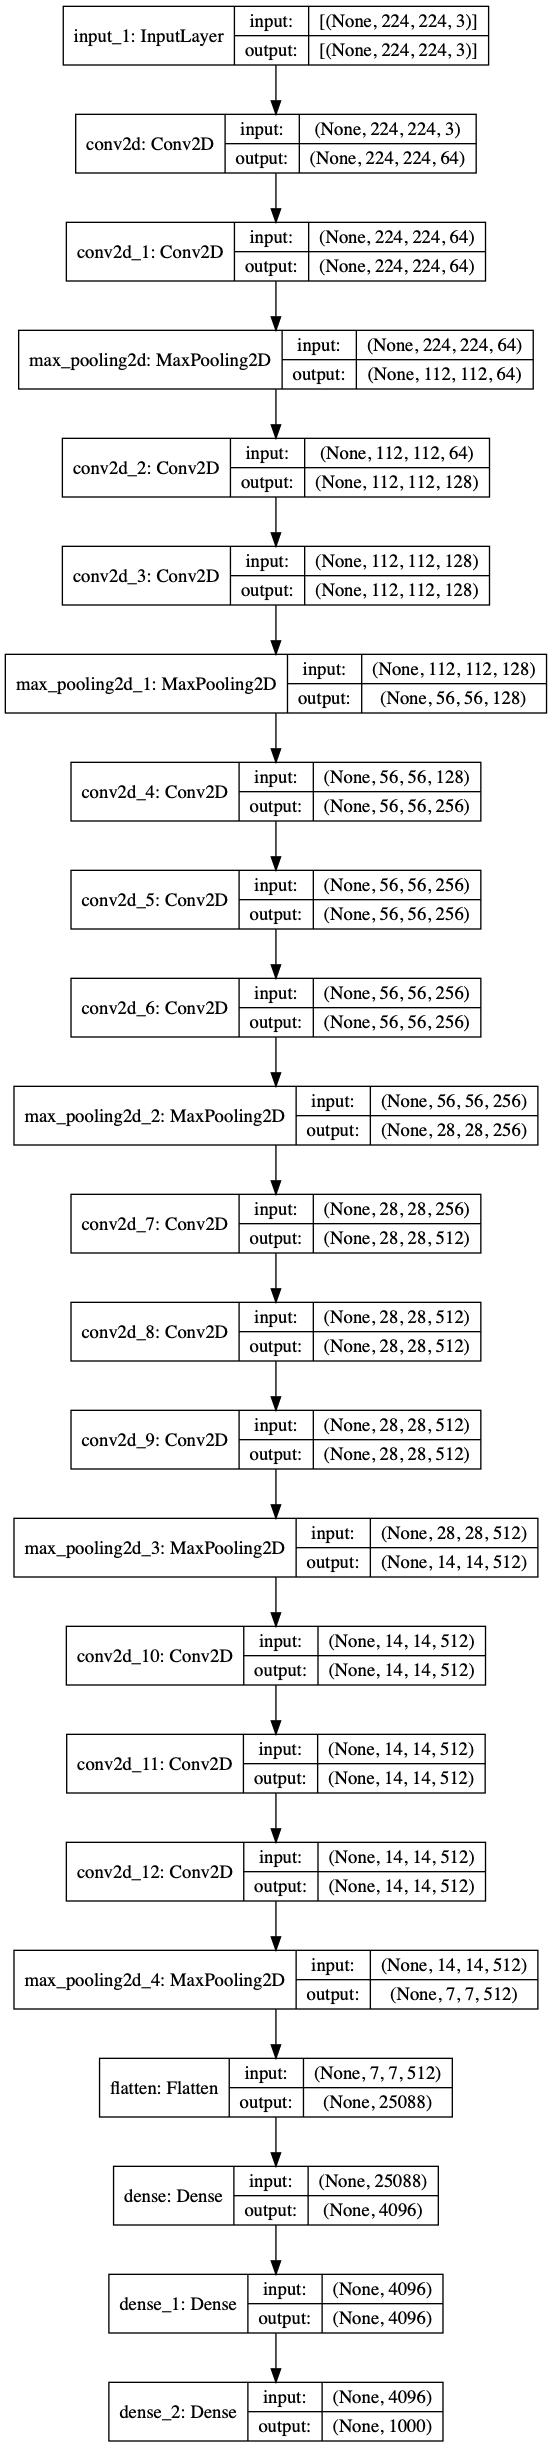 input_1: InputLayer
input:
[(None, 224, 224, 3)]
output:
[(None, 224, 224, 3)]
conv2d: Conv2D
input:
(None, 224, 224, 3)
output:
(None, 224, 224, 64)
conv2d_1: Conv2D
input:
(None, 224, 224, 64)
output:
(None, 224, 224, 64)
max_pooling2d: MaxPooling2D
input:
(None, 224, 224, 64)
output:
(None, 112, 112, 64)
conv2d_2: Conv2D
input:
(None, 112, 112, 64)
output:
(None, 112, 112, 128)
conv2d_3: Conv2D
input:
(None, 112, 112, 128)
output:
(None, 112, 112, 128)
max_pooling2d_1: MaxPooling2D
input:
(None, 112, 112, 128)
output:
(None, 56, 56, 128)
conv2d_4: Conv2D
input:
(None, 56, 56, 128)
output:
(None, 56, 56, 256)
conv2d_5: Conv2D
input:
(None, 56, 56, 256)
output:
(None, 56, 56, 256)
conv2d_6: Conv2D
input:
(None, 56, 56, 256)
output:
(None, 56, 56, 256)
max_pooling2d_2: MaxPooling2D
input:
(None, 56, 56, 256)
output:
(None, 28, 28, 256)
conv2d_7: Conv2D
input:
(None, 28, 28, 256)
output:
(None, 28, 28, 512)
conv2d_8: Conv2D
input:
(None, 28, 28, 512)
output:
(None, 28, 28, 512)
conv2d_9: Conv2D
input:
(None, 28, 28, 512)
output:
(None, 28, 28, 512)
max_pooling2d_3: MaxPooling2D
input:
(None, 28, 28, 512)
output:
(None, 14, 14, 512)
conv2d_10: Conv2D
input:
(None, 14, 14, 512)
output:
(None, 14, 14, 512)
conv2d_11: Conv2D
input:
(None, 14, 14, 512)
output:
(None, 14, 14, 512)
conv2d_12: Conv2D
input:
(None, 14, 14, 512)
output:
(None, 14, 14, 512)
max_pooling2d_4: MaxPooling2D
input:
(None, 14, 14, 512)
output:
(None, 7, 7, 512)
flatten: Flatten
input:
(None, 7, 7, 512)
output:
(None, 25088)
dense: Dense
input:
(None, 25088)
output:
(None, 4096)
dense_1: Dense
input:
(None, 4096)
output:
(None, 4096)
dense_2: Dense
input:
(None, 4096)
output:
(None, 1000)